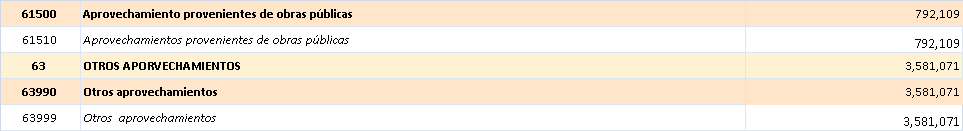 61500 Aprovechamiento provenientes de obras públicas 792,109
61510 Aprovechamientos provenientes de obras públicas 792,109
63 OTROS APORVECHAMIENTOS 3,581,071
63990 Otros aprovechamientos 3,581,071
63999 Otros aprovechamientos 3,581,071